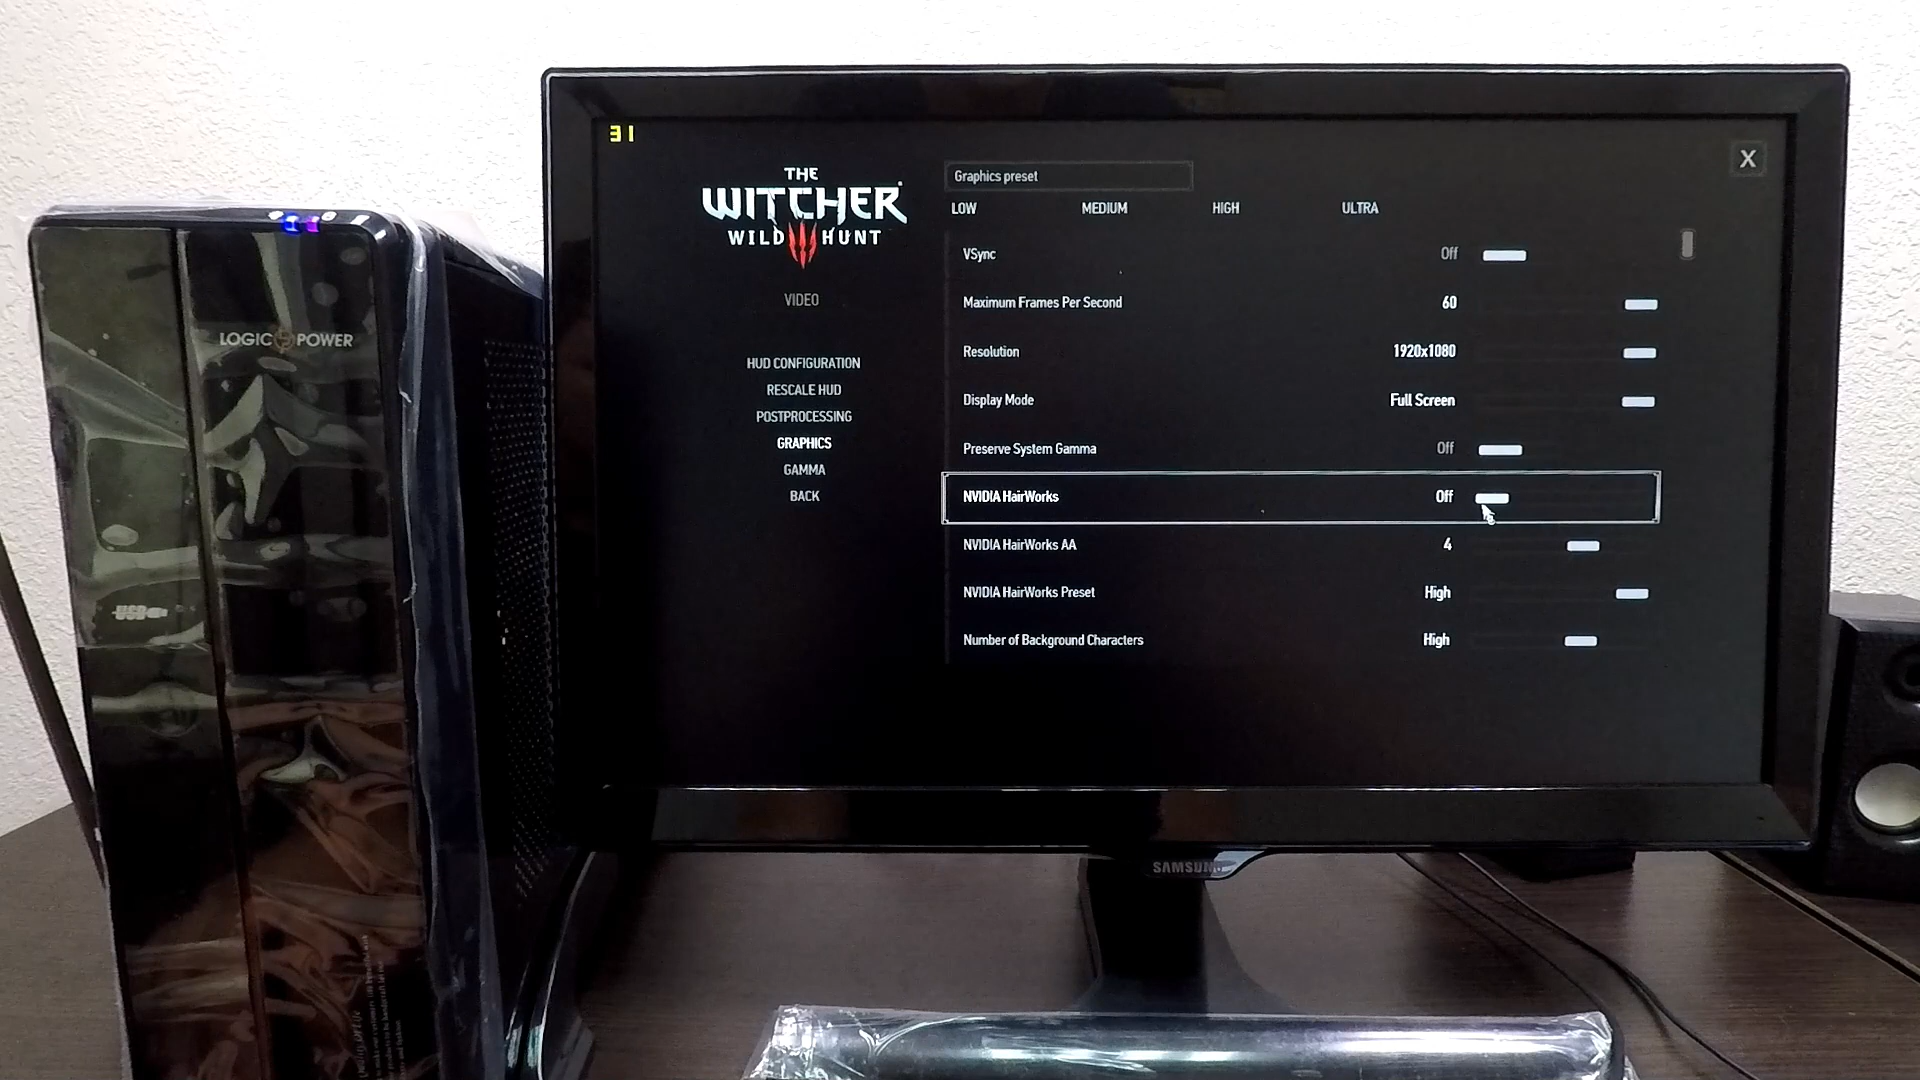 31
X
THE
WITCHER
WILD HUNT
VIDEO
HUD CONFIGURATION
RESCALE HUD
POSTPROCESSING
GRAPHICS
GAMMA
BACK
Graphics preset
LOW MEDIUM HIGH ULTRA
VSync Off
Maximum Frames Per Second 60
Resolution 1920x1080
Display Mode Full Screen
Preserve System Gamma Off
NVIDIA HairWorks Off
NVIDIA HairWorks AA 4
NVIDIA HairWorks Preset High
Number of Background Characters High
LOGIC POWER
USB
SAMSUNG